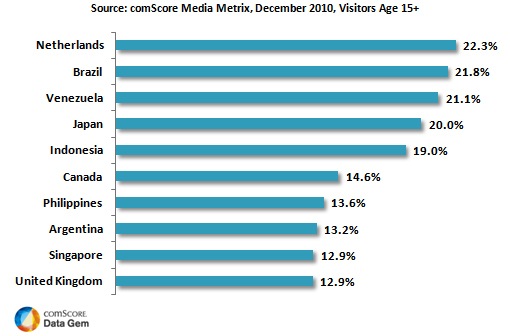 Source: comScore Media Metrix, December 2010, Visitors Age 15+
Netherlands 22.3%
Brazil 21.8%
Venezuela 21.1%
Japan 20.0%
Indonesia 19.0%
Canada 14.6%
Philippines 13.6%
Argentina 13.2%
Singapore 12.9%
United Kingdom 12.9%
comScore
Data Gem